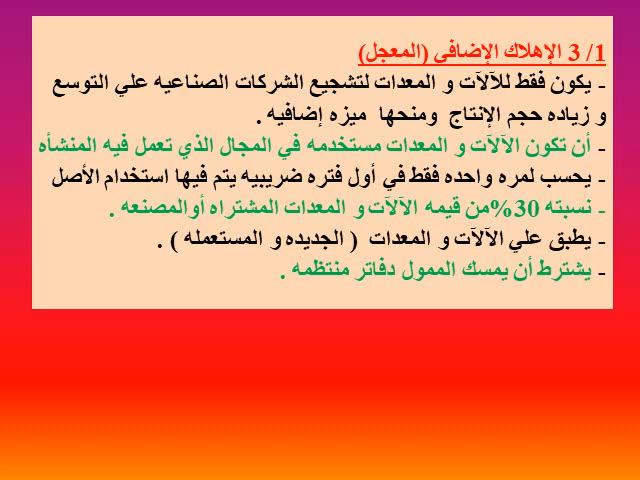 1/ 3 الإهلاك الإضافي (المعجل)
- يكون فقط للآلآت و المعدات لتشجيع الشركات الصناعيه علي التوسع
و زياده حجم الإنتاج ومنحها ميزه إضافيه .
- أن تكون الآلآت و المعدات مستخدمه في المجال الذي تعمل فيه المنشأه
- يحسب لمره واحده فقط في أول فتره ضريبيه يتم فيها استخدام الأصل
- نسبته 30%من قيمه الآلآت و المعدات المشتراه أوالمصنعه .
- يطبق علي الآلآت و المعدات ( الجديده و المستعمله ) .
- يشترط أن يمسك الممول دفاتر منتظمه .